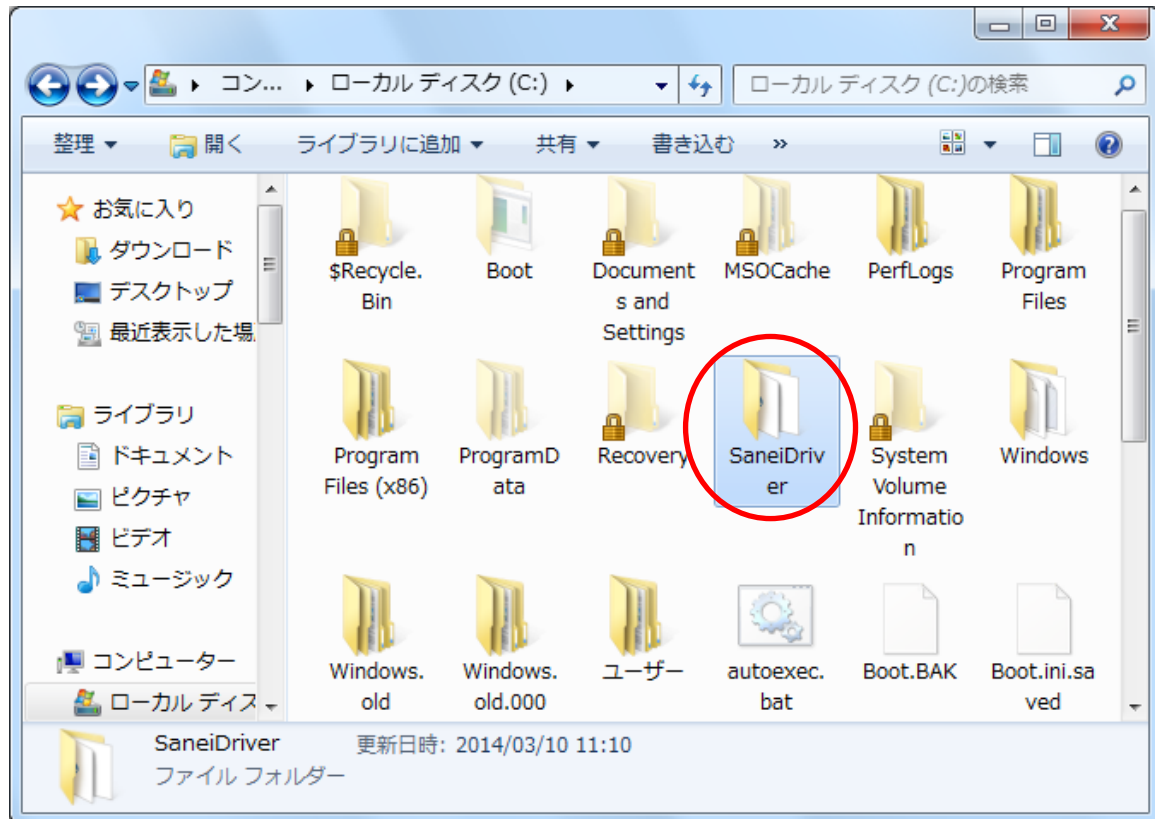 コン... ▸ ローカル ディスク (C:) ▸
ローカル ディスク (C:)の検索
整理 ▼ 開く ライブラリに追加 ▼ 共有 ▼ 書き込む »
お気に入り
ダウンロード
デスクトップ
最近表示した場
ライブラリ
ドキュメント
ピクチャ
ビデオ
ミュージック
コンピューター
ローカル ディス
$Recycle.
Bin
Boot
Document
s and
Settings
MSOCache
PerfLogs
Program
Files
Program
Files (x86)
ProgramD
ata
Recovery
SaneiDriv
er
System
Volume
Informatio
n
Windows
Windows.
old
Windows.
old.000
ユーザー
autoexec.
bat
Boot.BAK
Boot.ini.sa
ved
SaneiDriver 更新日時: 2014/03/10 11:10
ファイル フォルダー